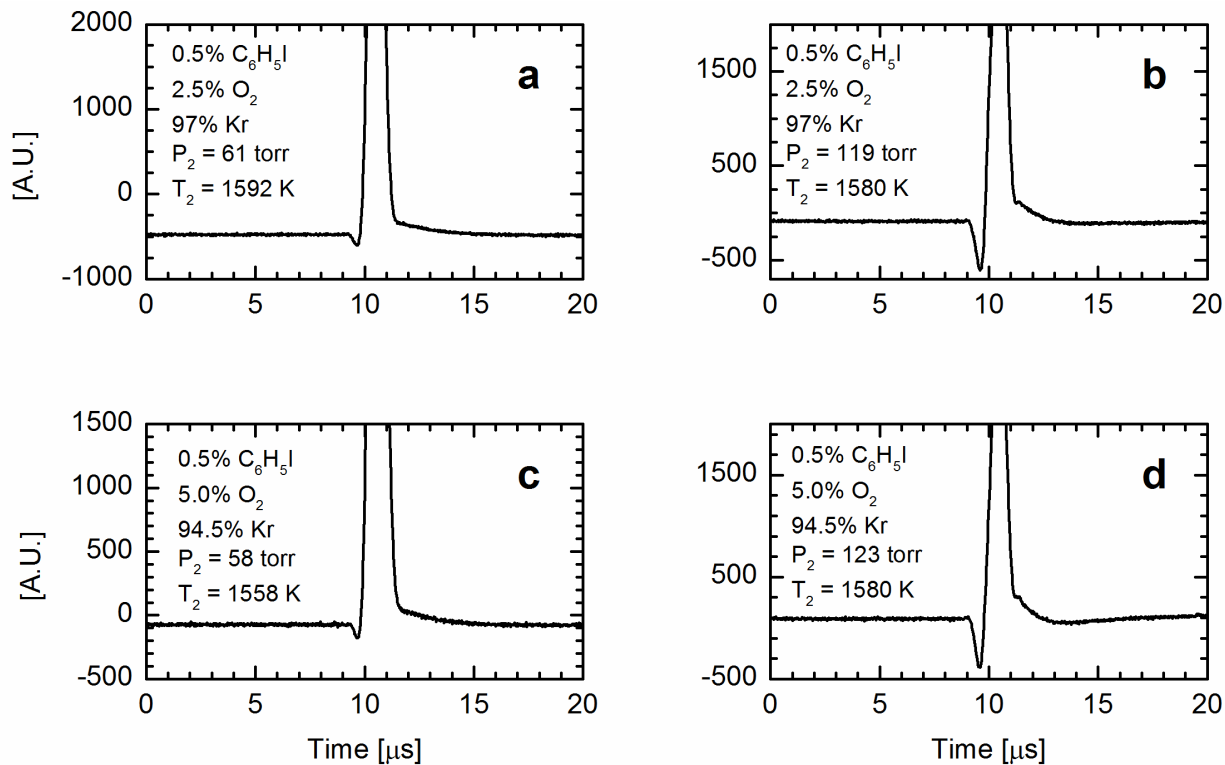 [A.U.]
2000
1000
0
-1000
0.5% C₆H₅I
2.5% O₂
97% Kr
P₂ = 61 torr
T₂ = 1592 K
a
0 5 10 15 20
1500
500
-500
0.5% C₆H₅I
2.5% O₂
97% Kr
P₂ = 119 torr
T₂ = 1580 K
b
0 5 10 15 20
[A.U.]
1500
1000
500
0
-500
0.5% C₆H₅I
5.0% O₂
94.5% Kr
P₂ = 58 torr
T₂ = 1558 K
c
0 5 10 15 20
Time [μs]
1500
500
-500
0.5% C₆H₅I
5.0% O₂
94.5% Kr
P₂ = 123 torr
T₂ = 1580 K
d
0 5 10 15 20
Time [μs]